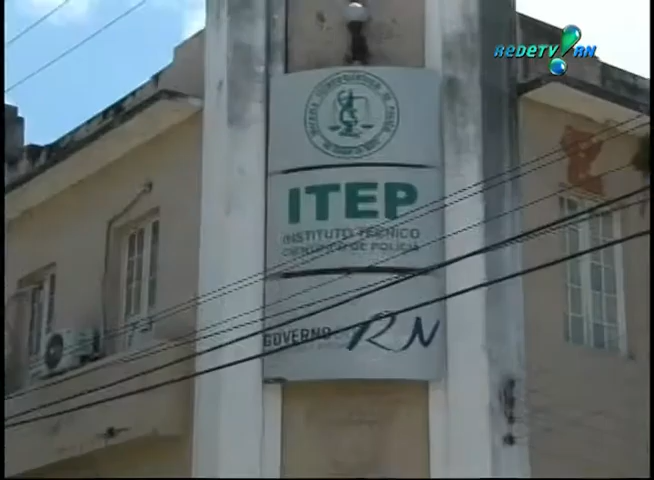 REDETV! RN
ITEP
INSTITUTO TÉCNICO
CIENTÍFICO DE POLÍCIA
GOVERNO
RN